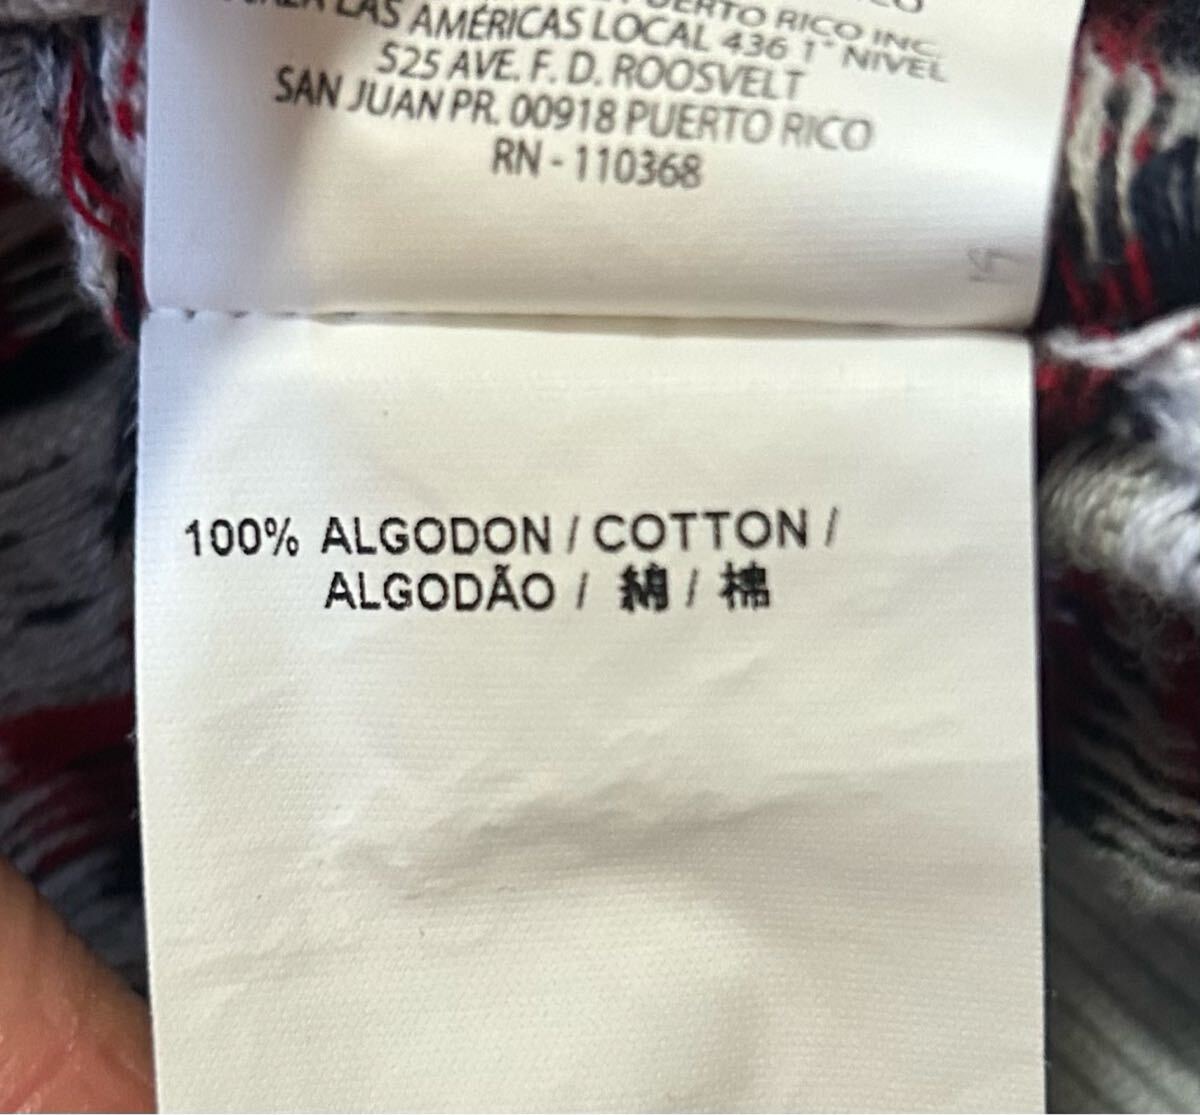 PUERTO RICO INC.
LAS AMÉRICAS LOCAL 436 1° NIVEL
525 AVE. F. D. ROOSVELT
SAN JUAN PR. 00918 PUERTO RICO
RN - 110368
100% ALGODON / COTTON /
ALGODÃO / 綿 / 棉